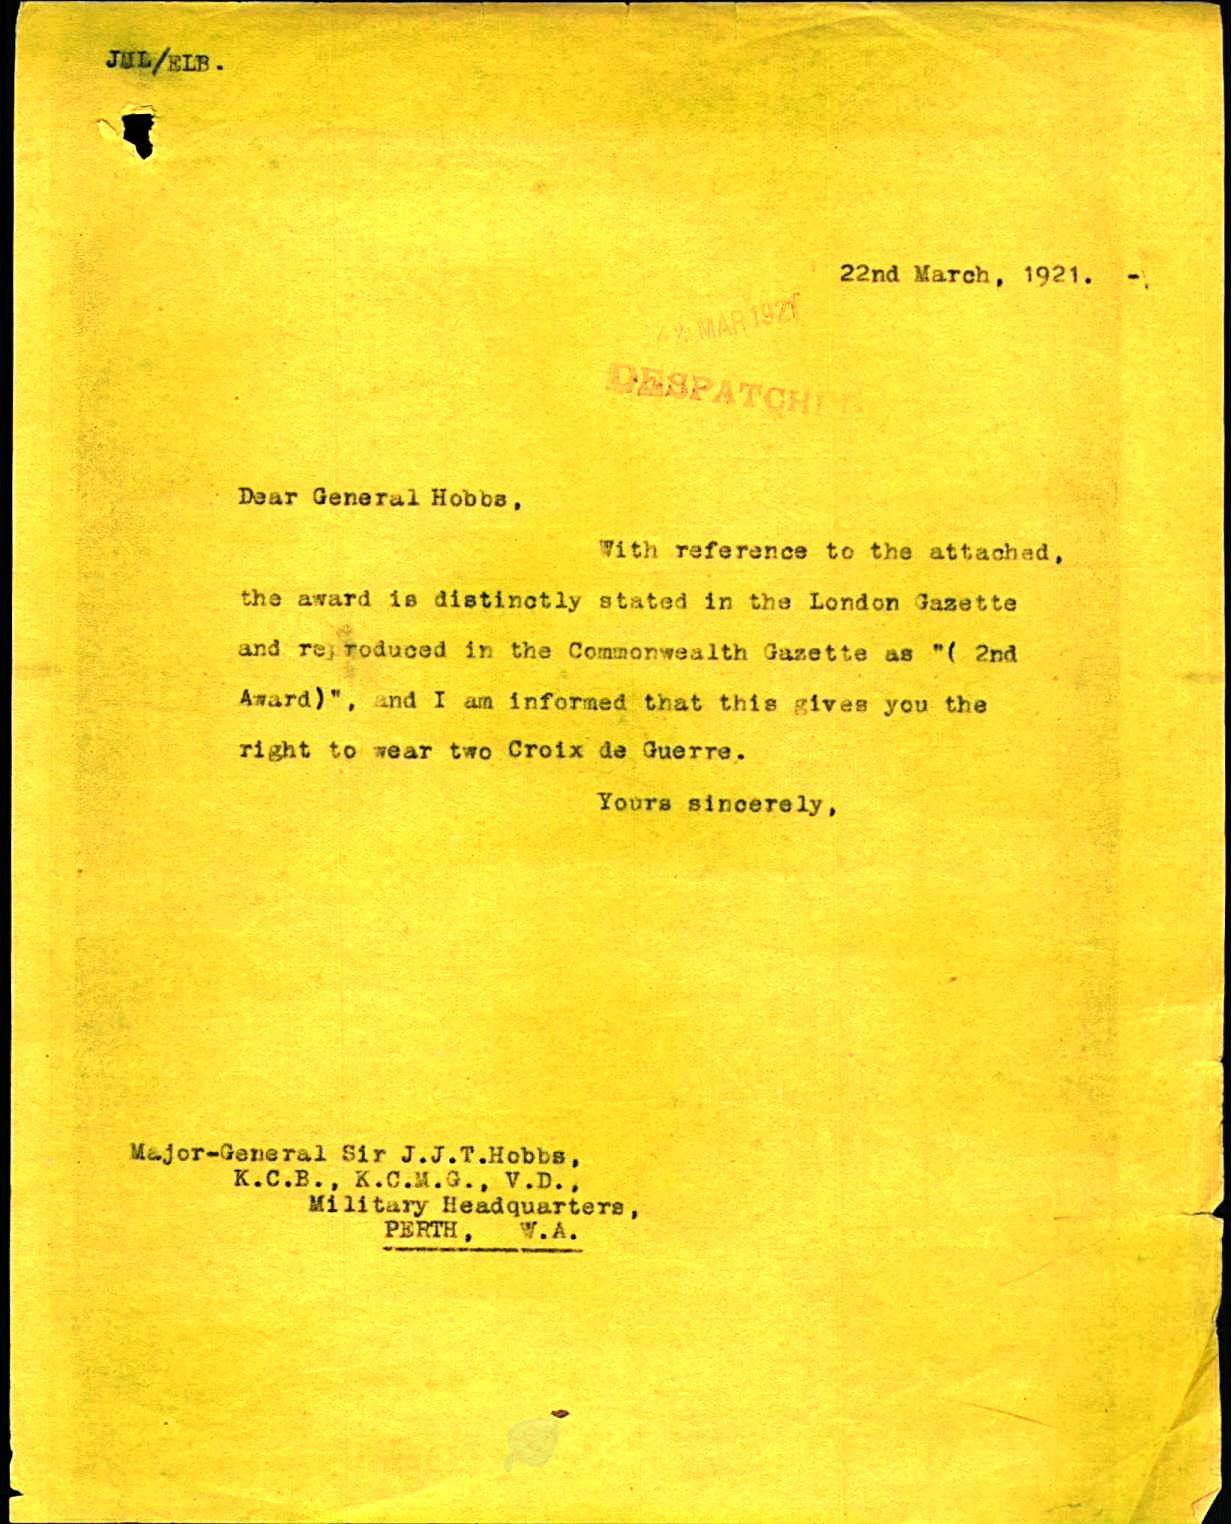 JML/ELB.
22nd March, 1921. -
MAR 1921
DESPATCH
Dear General Hobbs,
With reference to the attached,
the award is distinctly stated in the London Gazette
and reproduced in the Commonwealth Gazette as "( 2nd
Award)", and I am informed that this gives you the
right to wear two Croix de Guerre.
Yours sincerely,
Major-General Sir J.J.T.Hobbs,
K.C.B., K.C.M.G., V.D.,
Military Headquarters,
PERTH, W.A.